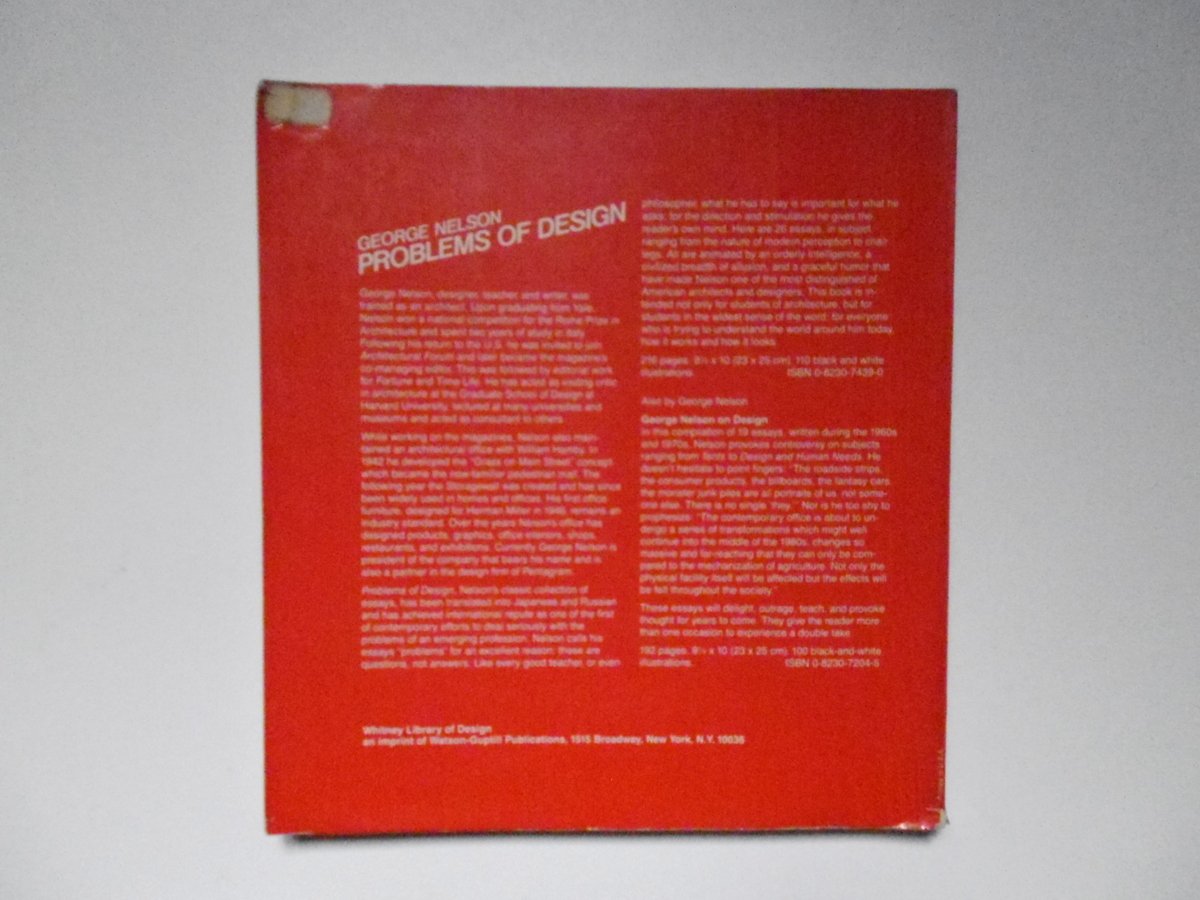 GEORGE NELSON
PROBLEMS OF DESIGN
George Nelson, designer, teacher, and writer, was
trained as an architect. Upon graduating from Yale,
Nelson won a national competition for the Rome Prize in
Architecture and spent two years of study in Italy.
Following his return to the U.S. he was invited to join
Architectural Forum and later became the magazine's
co-managing editor. This was followed by editorial work
for Fortune and Time-Life. He has acted as visiting critic
in architecture at the Graduate School of Design at
Harvard University, lectured at many universities and
museums and acted as consultant to others.
While working on the magazines, Nelson also main-
tained an architectural office with William Hamby. In
1942 he developed the "Grass on Main Street" concept
which became the now-familiar pedestrian mall. The
following year the Storagewall was created and has since
been widely used in homes and offices. His first office
furniture, designed for Herman Miller in 1946, remains an
industry standard. Over the years Nelson's office has
designed products, graphics, office interiors, shops,
restaurants, and exhibitions. Currently George Nelson is
president of the company that bears his name and is
also a partner in the design firm of Pentagram.
Problems of Design, Nelson's classic collection of
essays, has been translated into Japanese and Russian
and has achieved international repute as one of the first
of contemporary efforts to deal seriously with the
problems of an emerging profession. Nelson calls his
essays "problems" for an excellent reason: these are
questions, not answers. Like every good teacher, or even
philosopher, what he has to say is important for what he
asks, for the direction and stimulation he gives the
reader's own mind. Here are 26 essays, in subject
ranging from the nature of modern perception to chair
legs. All are animated by an orderly intelligence, a
civilized breadth of allusion, and a graceful humor that
have made Nelson one of the most distinguished of
American architects and designers. This book is in-
tended not only for students of architecture, but for
students in the widest sense of the world: for everyone
who is trying to understand the world around him today,
how it works and how it looks.
216 pages. 9⅛ x 10 (23 x 25 cm). 110 black and white
illustrations. ISBN 0-8230-7439-0
Also by George Nelson
George Nelson on Design
In this compilation of 19 essays, written during the 1960s
and 1970s, Nelson provokes controversy on subjects
ranging from Tents to Design and Human Needs. He
doesn't hesitate to point fingers: "The roadside strips,
the consumer products, the billboards, the fantasy cars,
the monster junk piles are all portraits of us, not some-
one else. There is no single 'they.'" Nor is he too shy to
prophesize: "The contemporary office is about to un-
dergo a series of transformations which might well
continue into the middle of the 1980s, changes so
massive and far-reaching that they can only be com-
pared to the mechanization of agriculture. Not only the
physical facility itself will be affected but the effects will
be felt throughout the society."
These essays will delight, outrage, teach, and provoke
thought for years to come. They give the reader more
than one occasion to experience a double take.
192 pages. 9⅛ x 10 (23 x 25 cm). 100 black-and-white
illustrations. ISBN 0-8230-7204-5
Whitney Library of Design
an imprint of Watson-Guptill Publications, 1515 Broadway, New York, N.Y. 10036